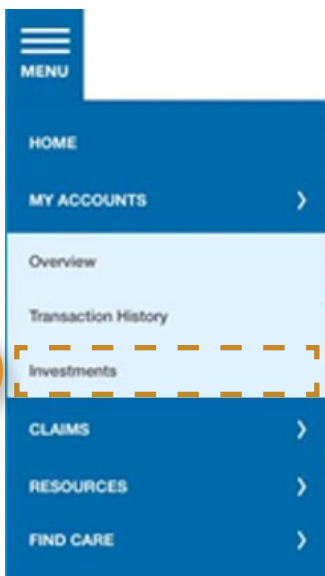 MENU
HOME
MY ACCOUNTS
Overview
Transaction History
Investments
CLAIMS
RESOURCES
FIND CARE